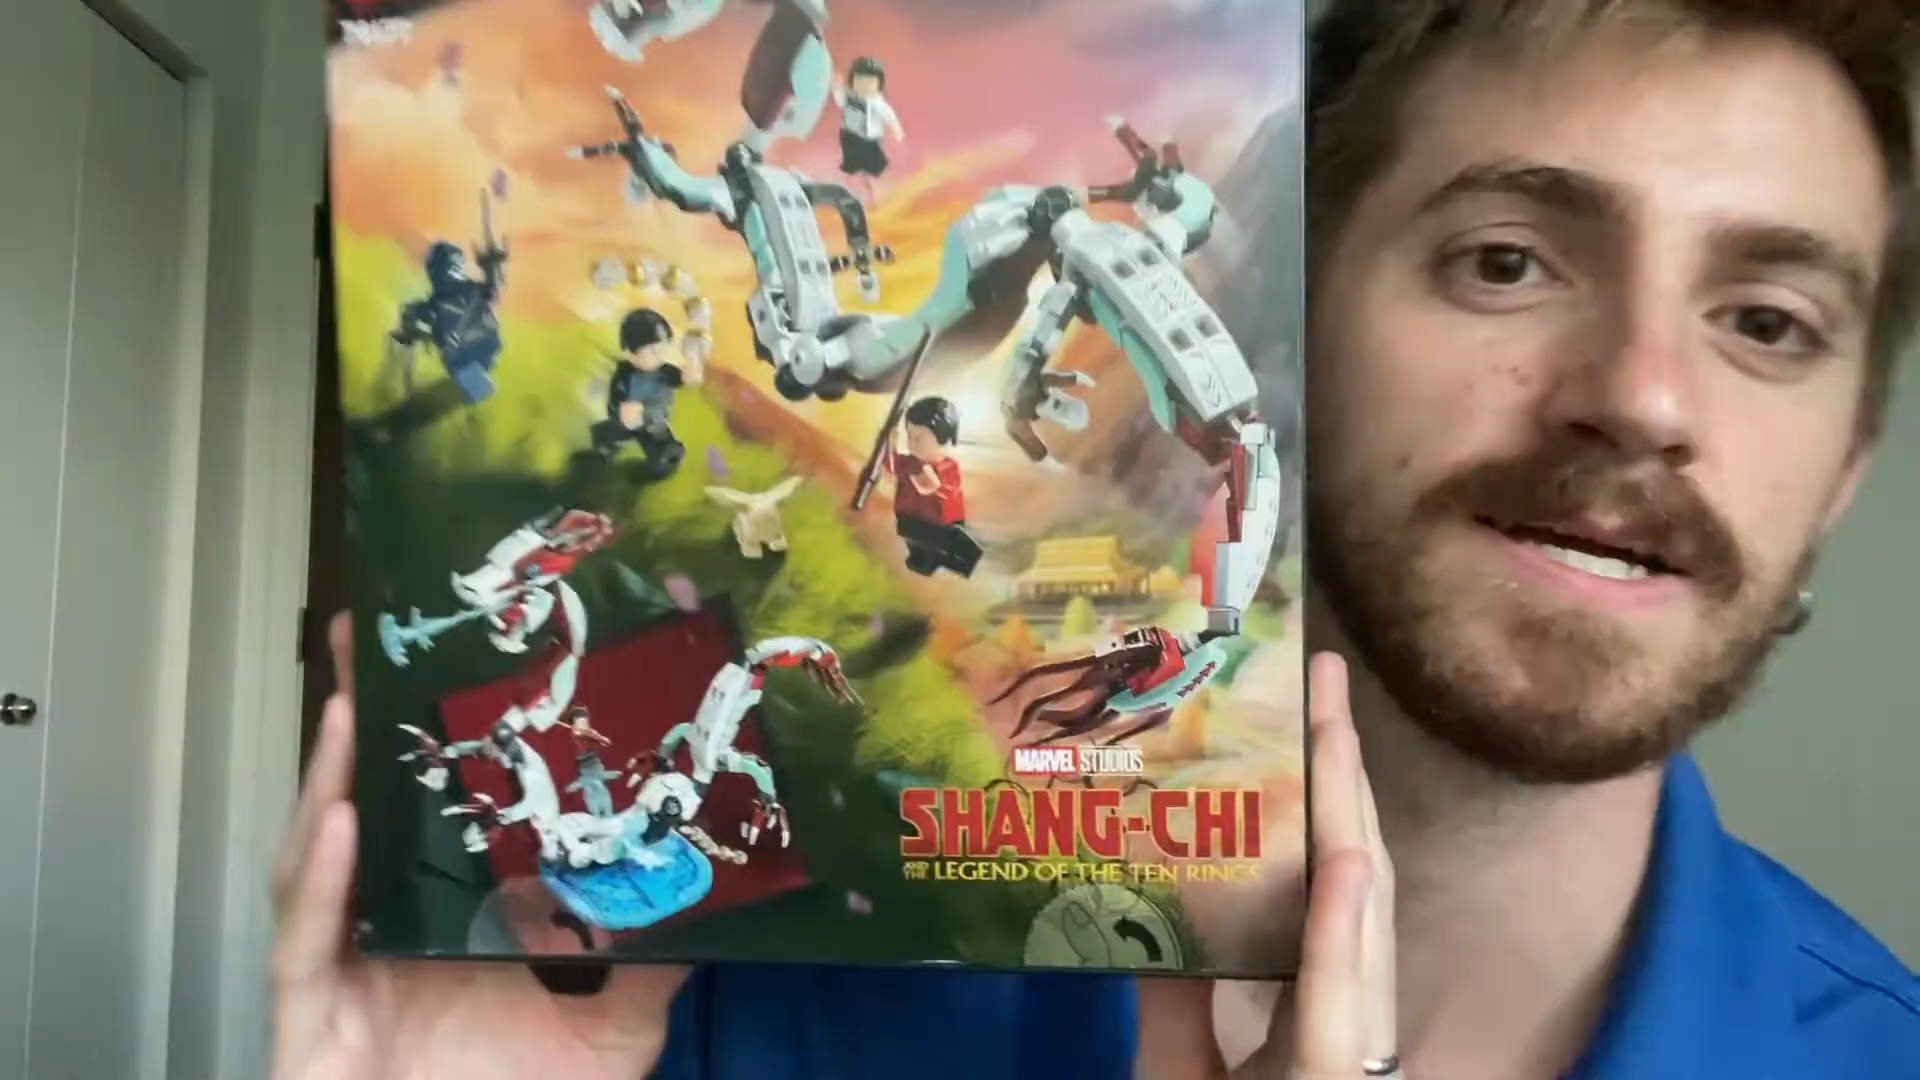 MARVEL STUDIOS
SHANG-CHI
AND THE LEGEND OF THE TEN RINGS